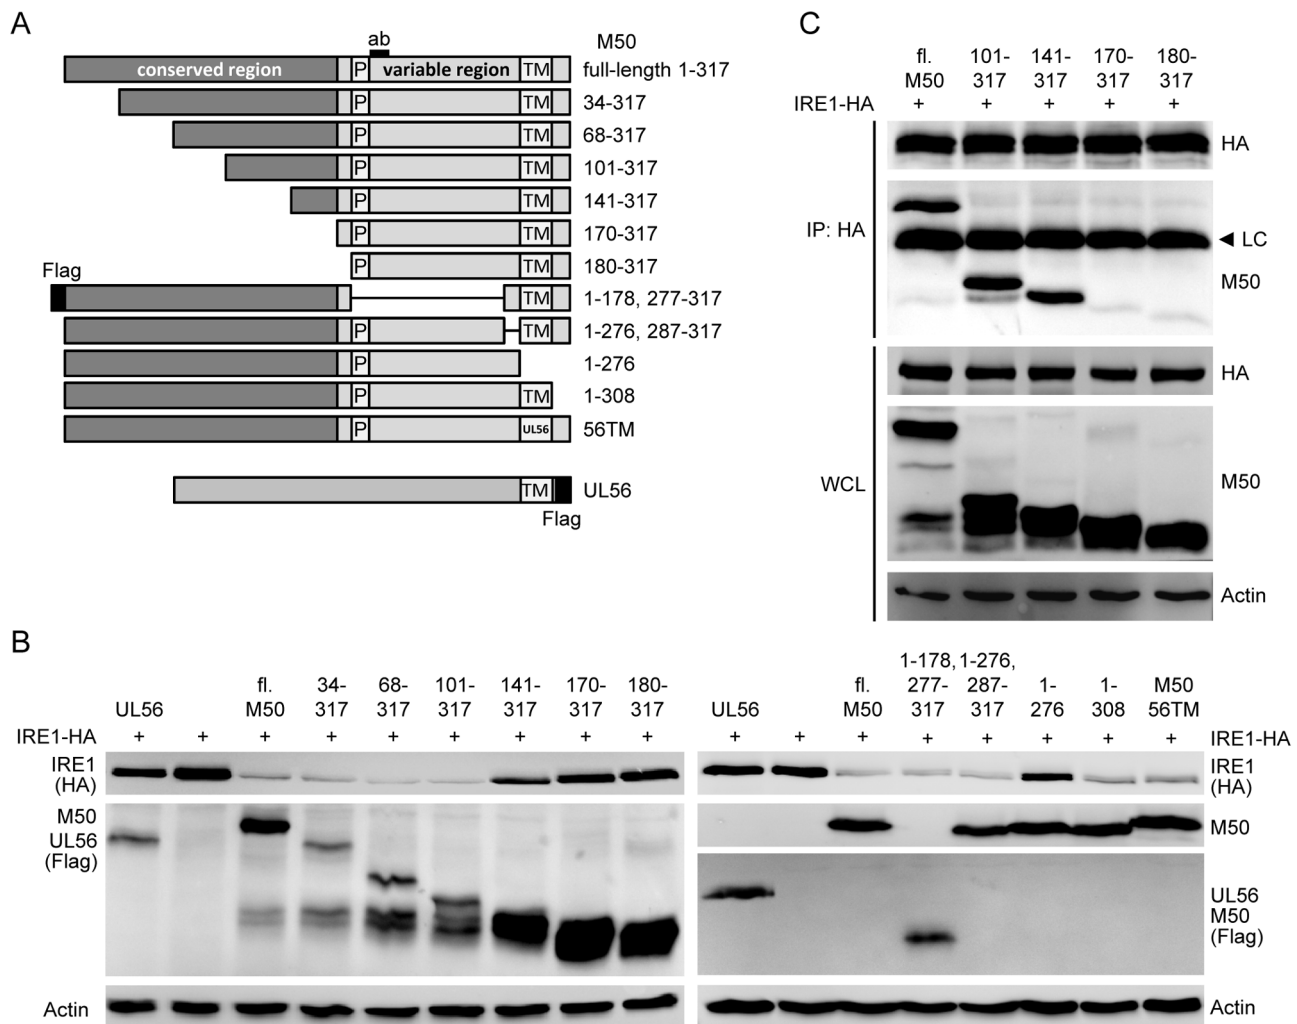 A
ab
M50
conserved region P variable region TM full-length 1-317
P TM 34-317
P TM 68-317
P TM 101-317
P TM 141-317
P TM 170-317
P TM 180-317
Flag
TM 1-178, 277-317
P TM 1-276, 287-317
P 1-276
P TM 1-308
P UL56 56TM
TM UL56
Flag
C
fl. 101- 141- 170- 180-
M50 317 317 317 317
IRE1-HA + + + + +
HA
IP: HA
LC
M50
HA
WCL
M50
Actin
B
fl. 34- 68- 101- 141- 170- 180-
UL56 M50 317 317 317 317 317 317
IRE1-HA + + + + + + + + +
IRE1
(HA)
M50
UL56
(Flag)
Actin
1-178, 1-276,
fl. 277- 287- 1- 1- M50
UL56 M50 317 317 276 308 56TM
+ + + + + + + + IRE1-HA
IRE1
(HA)
M50
UL56
M50
(Flag)
Actin